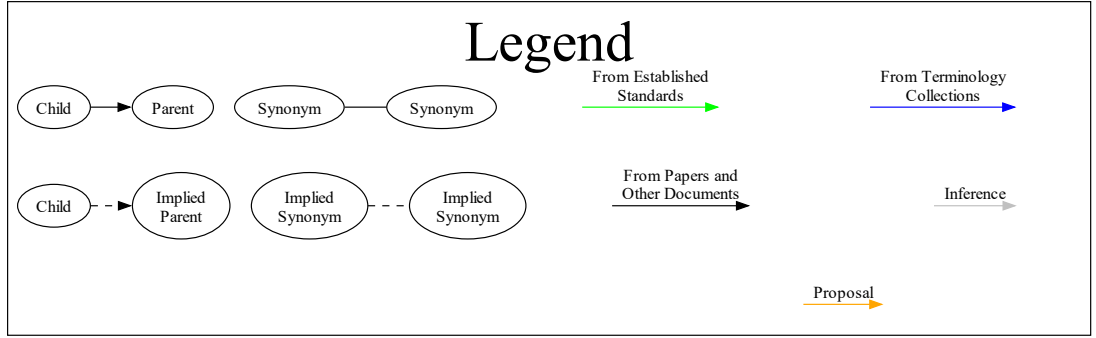 Legend
From Established
Standards
From Terminology
Collections
Child
Parent
Synonym
Synonym
From Papers and
Other Documents
Inference
Child
Implied
Parent
Implied
Synonym
Implied
Synonym
Proposal